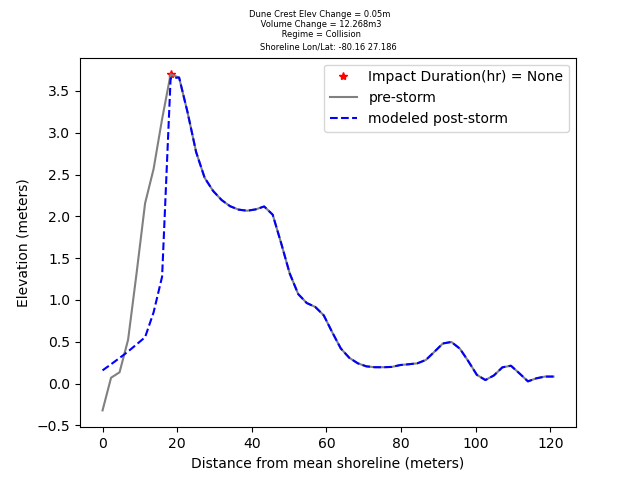 Dune Crest Elev Change = 0.05m
Volume Change = 12.268m3
Regime = Collision
Shoreline Lon/Lat: -80.16 27.186
Impact Duration(hr) = None
pre-storm
modeled post-storm
Elevation (meters)
3.5
3.0
2.5
2.0
1.5
1.0
0.5
0.0
−0.5
0 20 40 60 80 100 120
Distance from mean shoreline (meters)